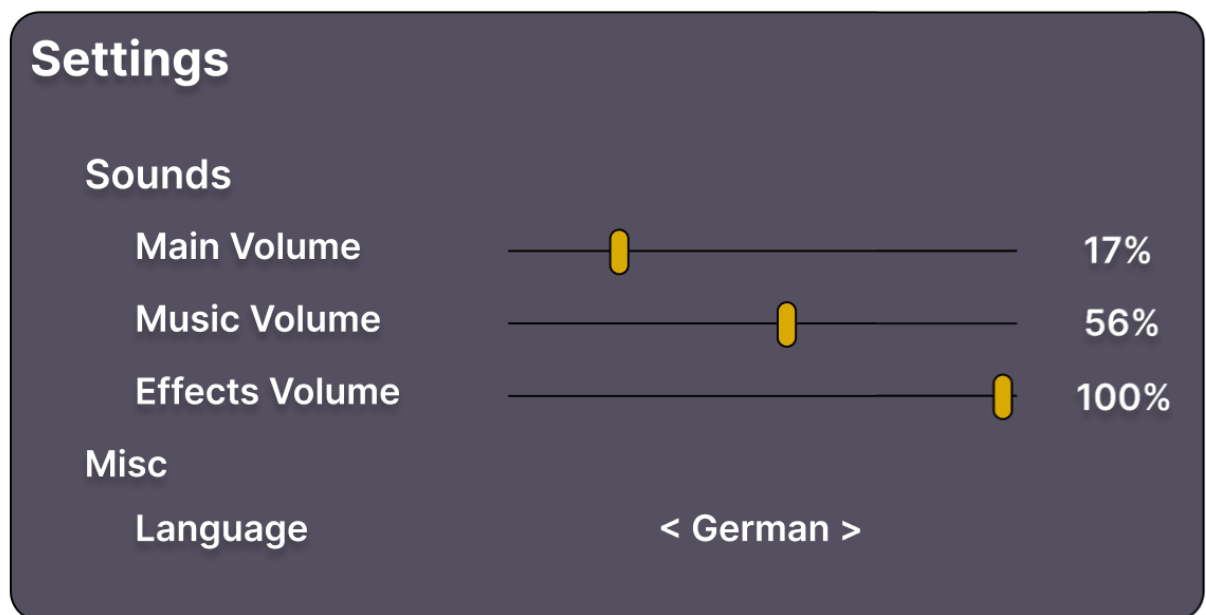 Settings
Sounds
Main Volume 17%
Music Volume 56%
Effects Volume 100%
Misc
Language < German >